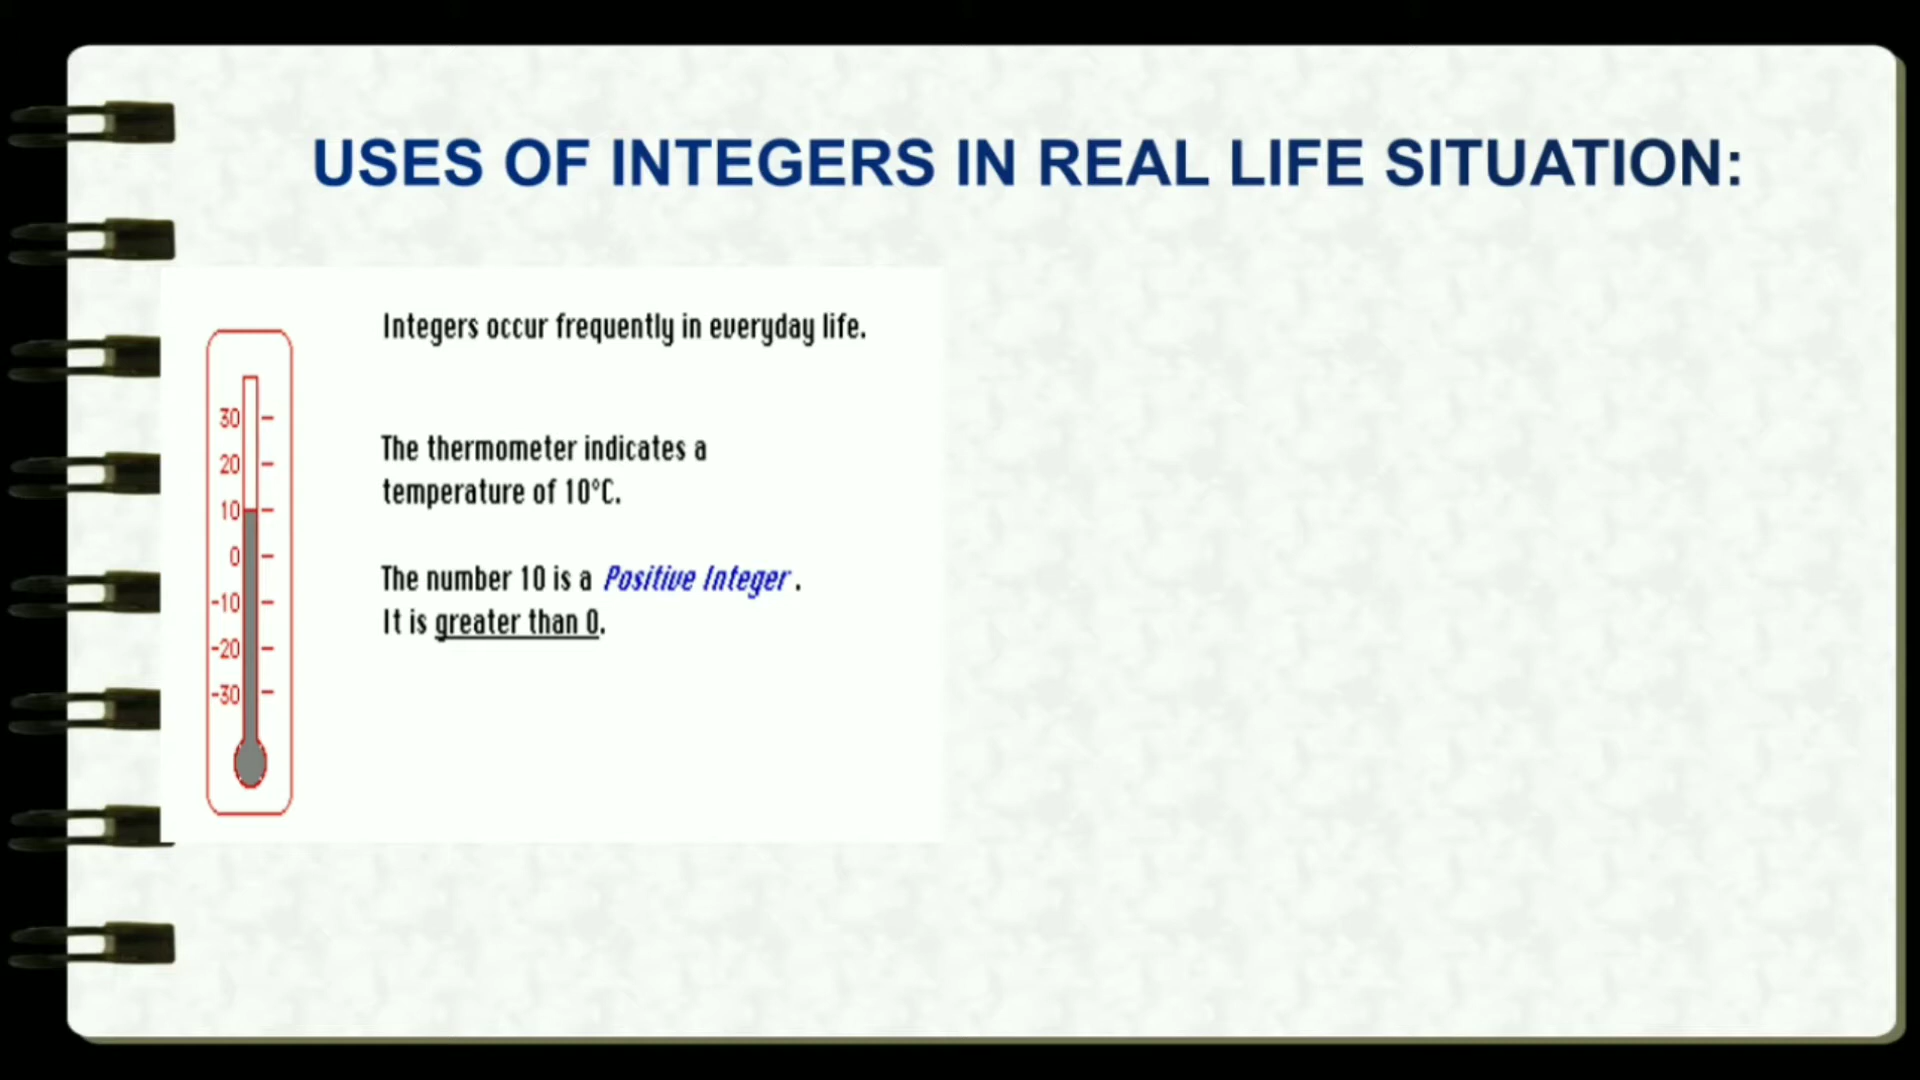 USES OF INTEGERS IN REAL LIFE SITUATION:
Integers occur frequently in everyday life.
The thermometer indicates a
temperature of 10°C.
The number 10 is a Positive Integer .
It is greater than 0.
30
20
10
0
-10
-20
-30